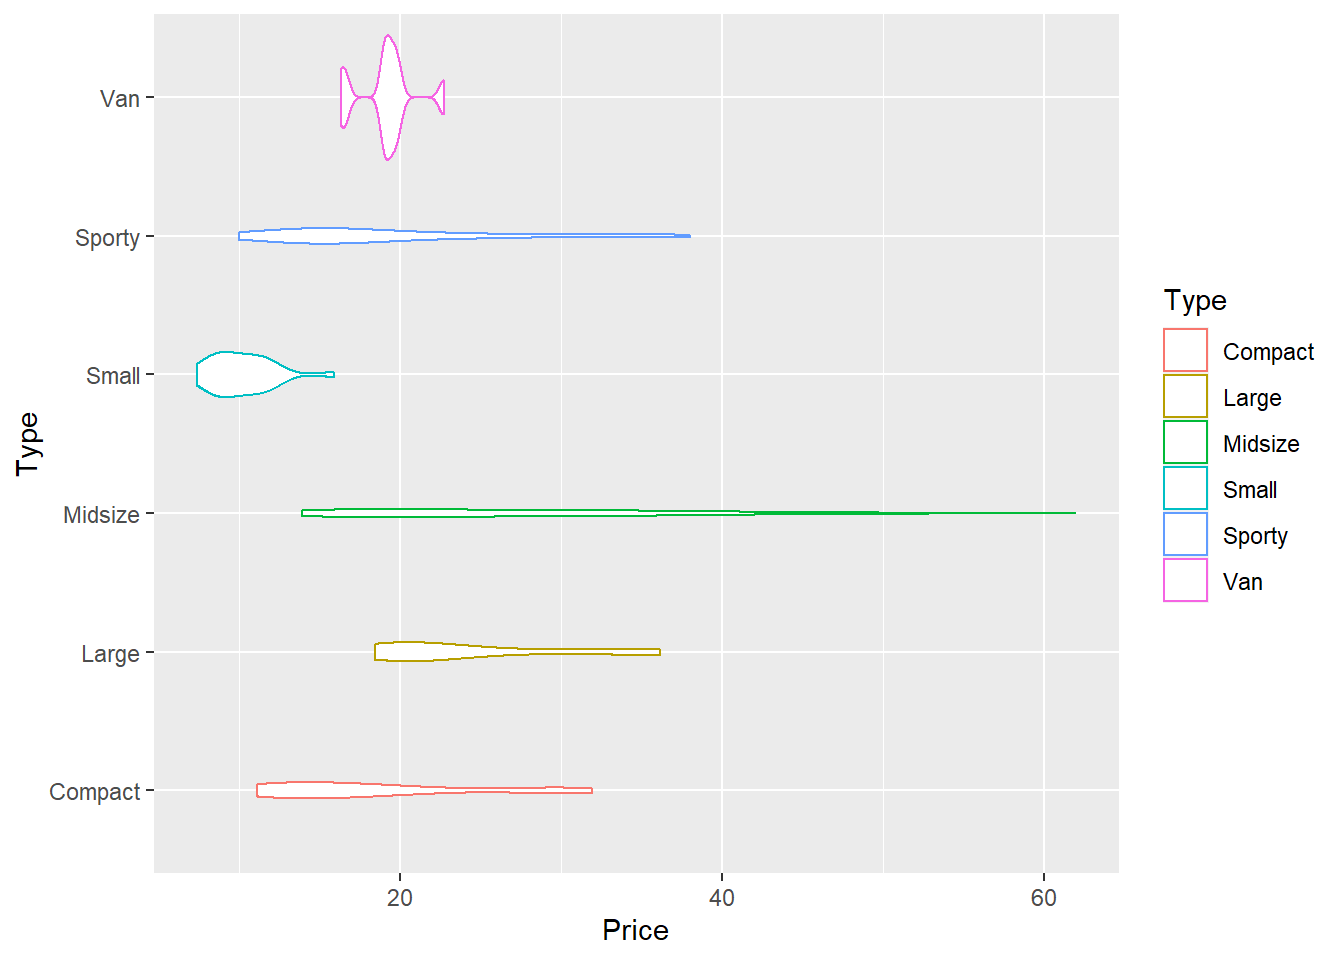 Van
Sporty
Small
Midsize
Large
Compact
Type
20
40
60
Price
Type
Compact
Large
Midsize
Small
Sporty
Van